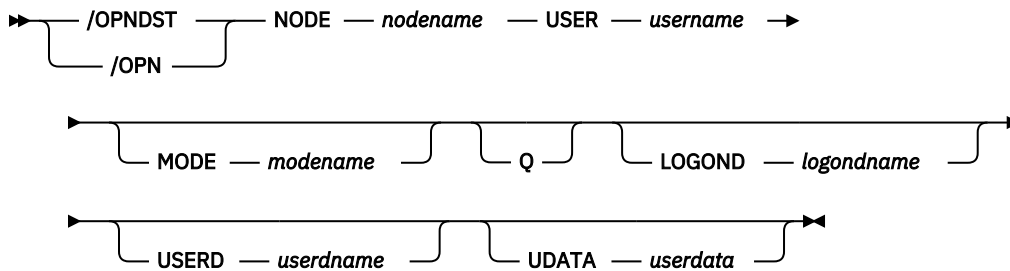 /OPNDST NODE nodename USER username
/OPN
MODE modename Q LOGOND logondname
USERD userdname UDATA userdata